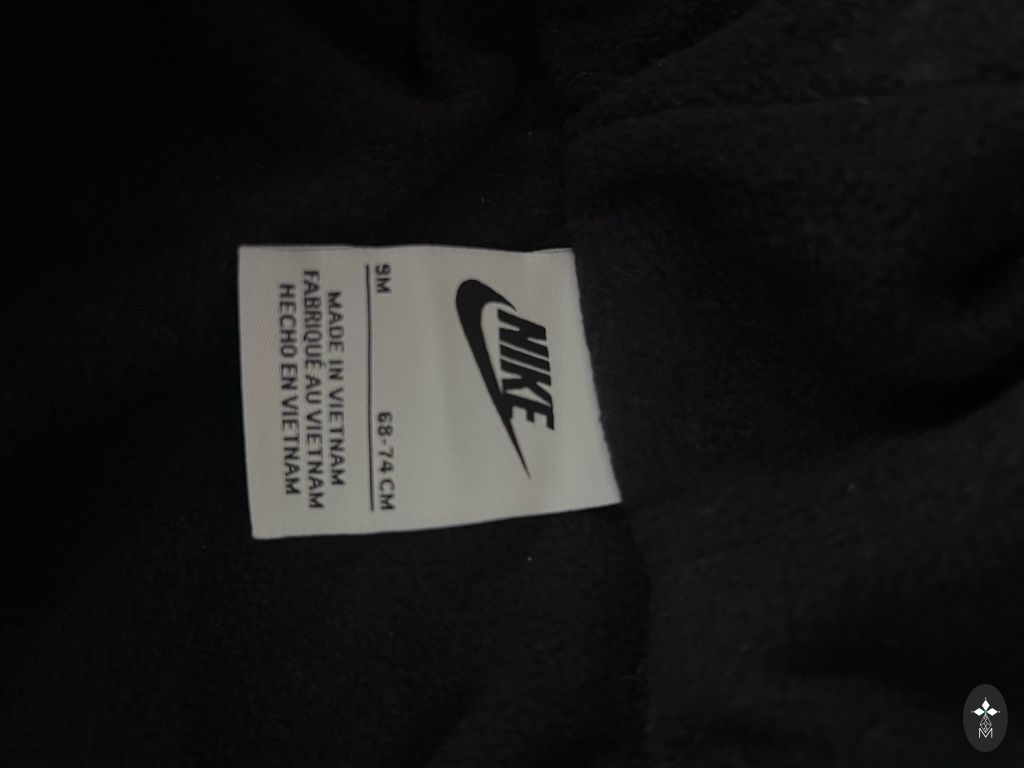 NIKE
9M 68-74 CM
MADE IN VIETNAM
FABRIQUÉ AU VIETNAM
HECHO EN VIETNAM
M